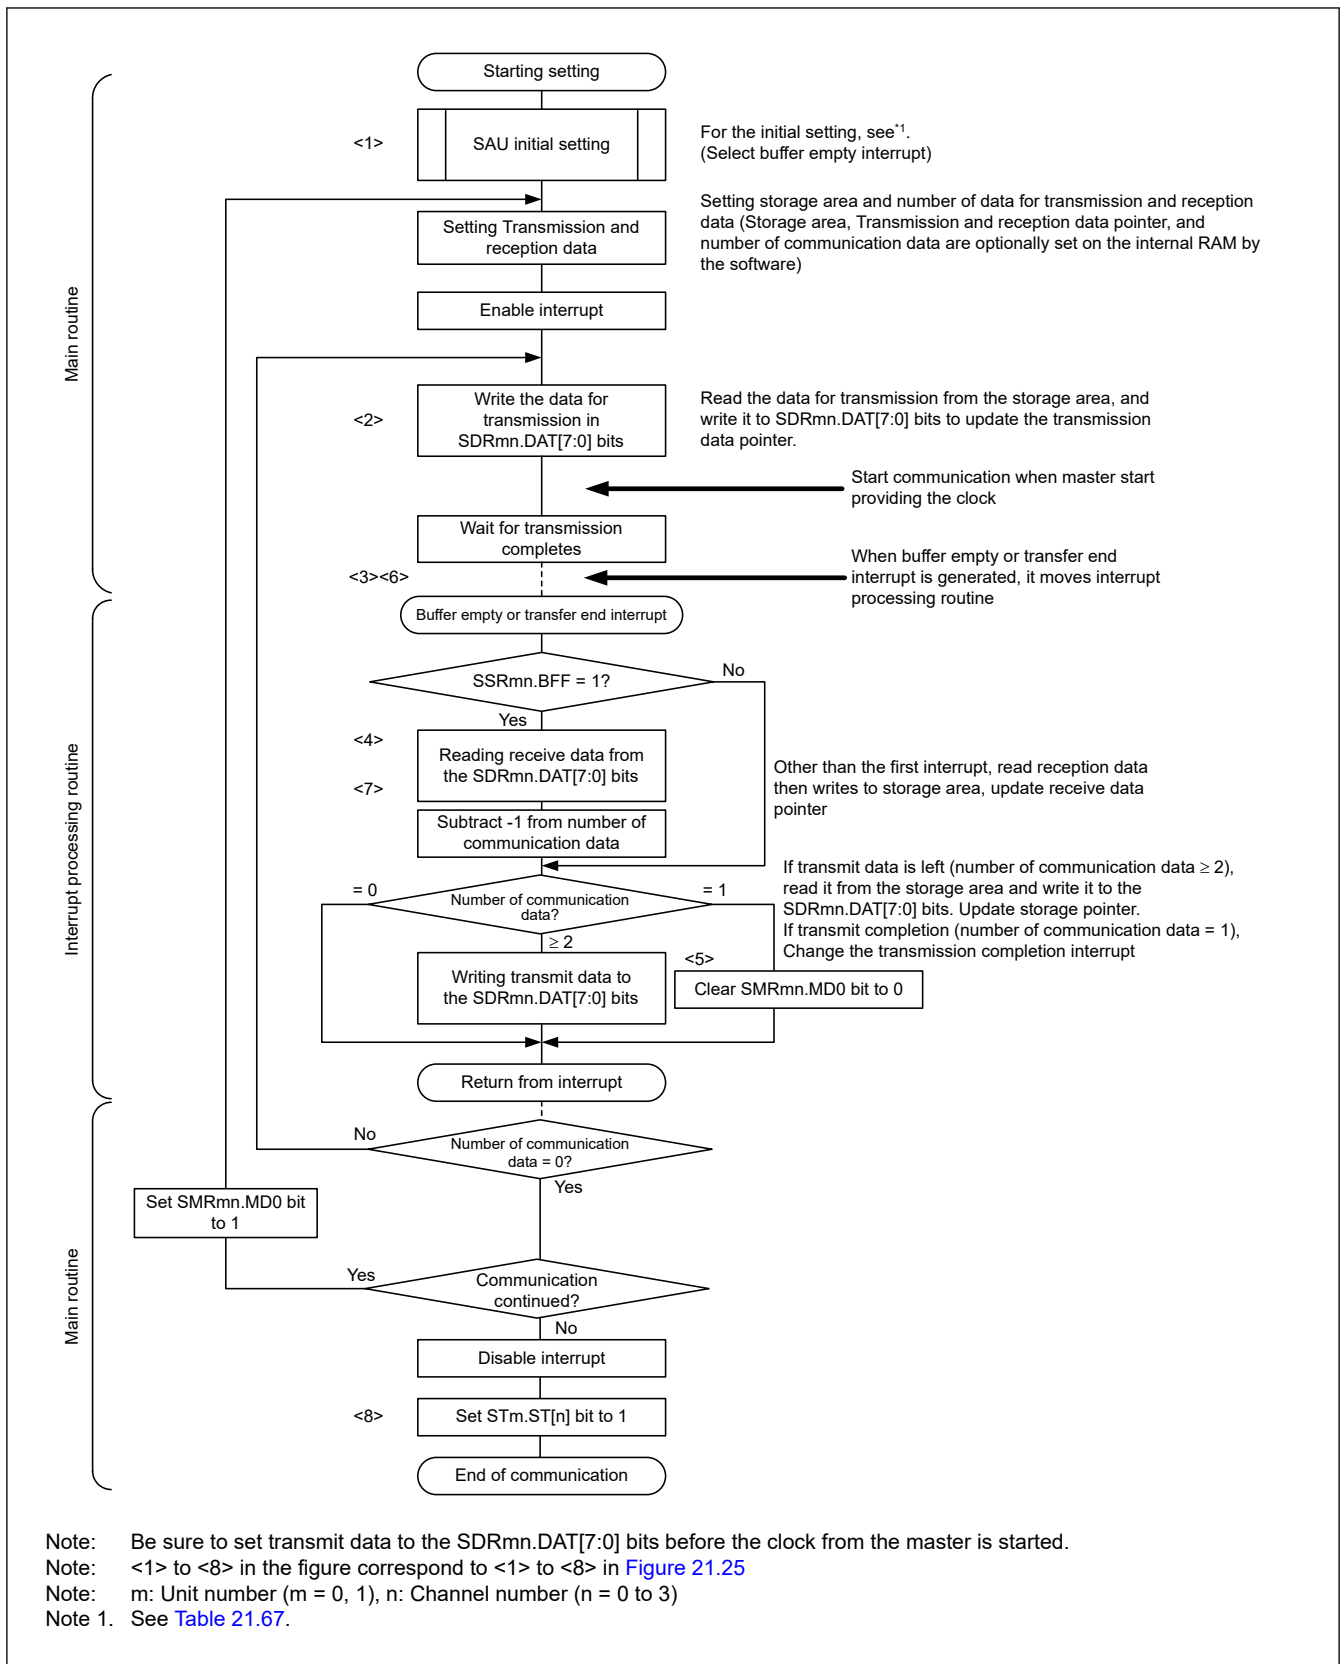 Starting setting
<1>
SAU initial setting
For the initial setting, see*1.
(Select buffer empty interrupt)
Setting Transmission and
reception data
Setting storage area and number of data for transmission and reception
data (Storage area, Transmission and reception data pointer, and
number of communication data are optionally set on the internal RAM by
the software)
Enable interrupt
Main routine
<2>
Write the data for
transmission in
SDRmn.DAT[7:0] bits
Read the data for transmission from the storage area, and
write it to SDRmn.DAT[7:0] bits to update the transmission
data pointer.
Start communication when master start
providing the clock
Wait for transmission
completes
<3><6>
When buffer empty or transfer end
interrupt is generated, it moves interrupt
processing routine
Buffer empty or transfer end interrupt
SSRmn.BFF = 1?
No
Yes
<4>
Reading receive data from
the SDRmn.DAT[7:0] bits
<7>
Other than the first interrupt, read reception data
then writes to storage area, update receive data
pointer
Subtract -1 from number of
communication data
Interrupt processing routine
= 0
Number of communication
data?
= 1
≥ 2
If transmit data is left (number of communication data ≥ 2),
read it from the storage area and write it to the
SDRmn.DAT[7:0] bits. Update storage pointer.
If transmit completion (number of communication data = 1),
Change the transmission completion interrupt
Writing transmit data to
the SDRmn.DAT[7:0] bits
<5>
Clear SMRmn.MD0 bit to 0
Return from interrupt
No
Number of communication
data = 0?
Yes
Set SMRmn.MD0 bit
to 1
Main routine
Yes
Communication
continued?
No
Disable interrupt
<8>
Set STm.ST[n] bit to 1
End of communication
Note: Be sure to set transmit data to the SDRmn.DAT[7:0] bits before the clock from the master is started.
Note: <1> to <8> in the figure correspond to <1> to <8> in Figure 21.25
Note: m: Unit number (m = 0, 1), n: Channel number (n = 0 to 3)
Note 1. See Table 21.67.